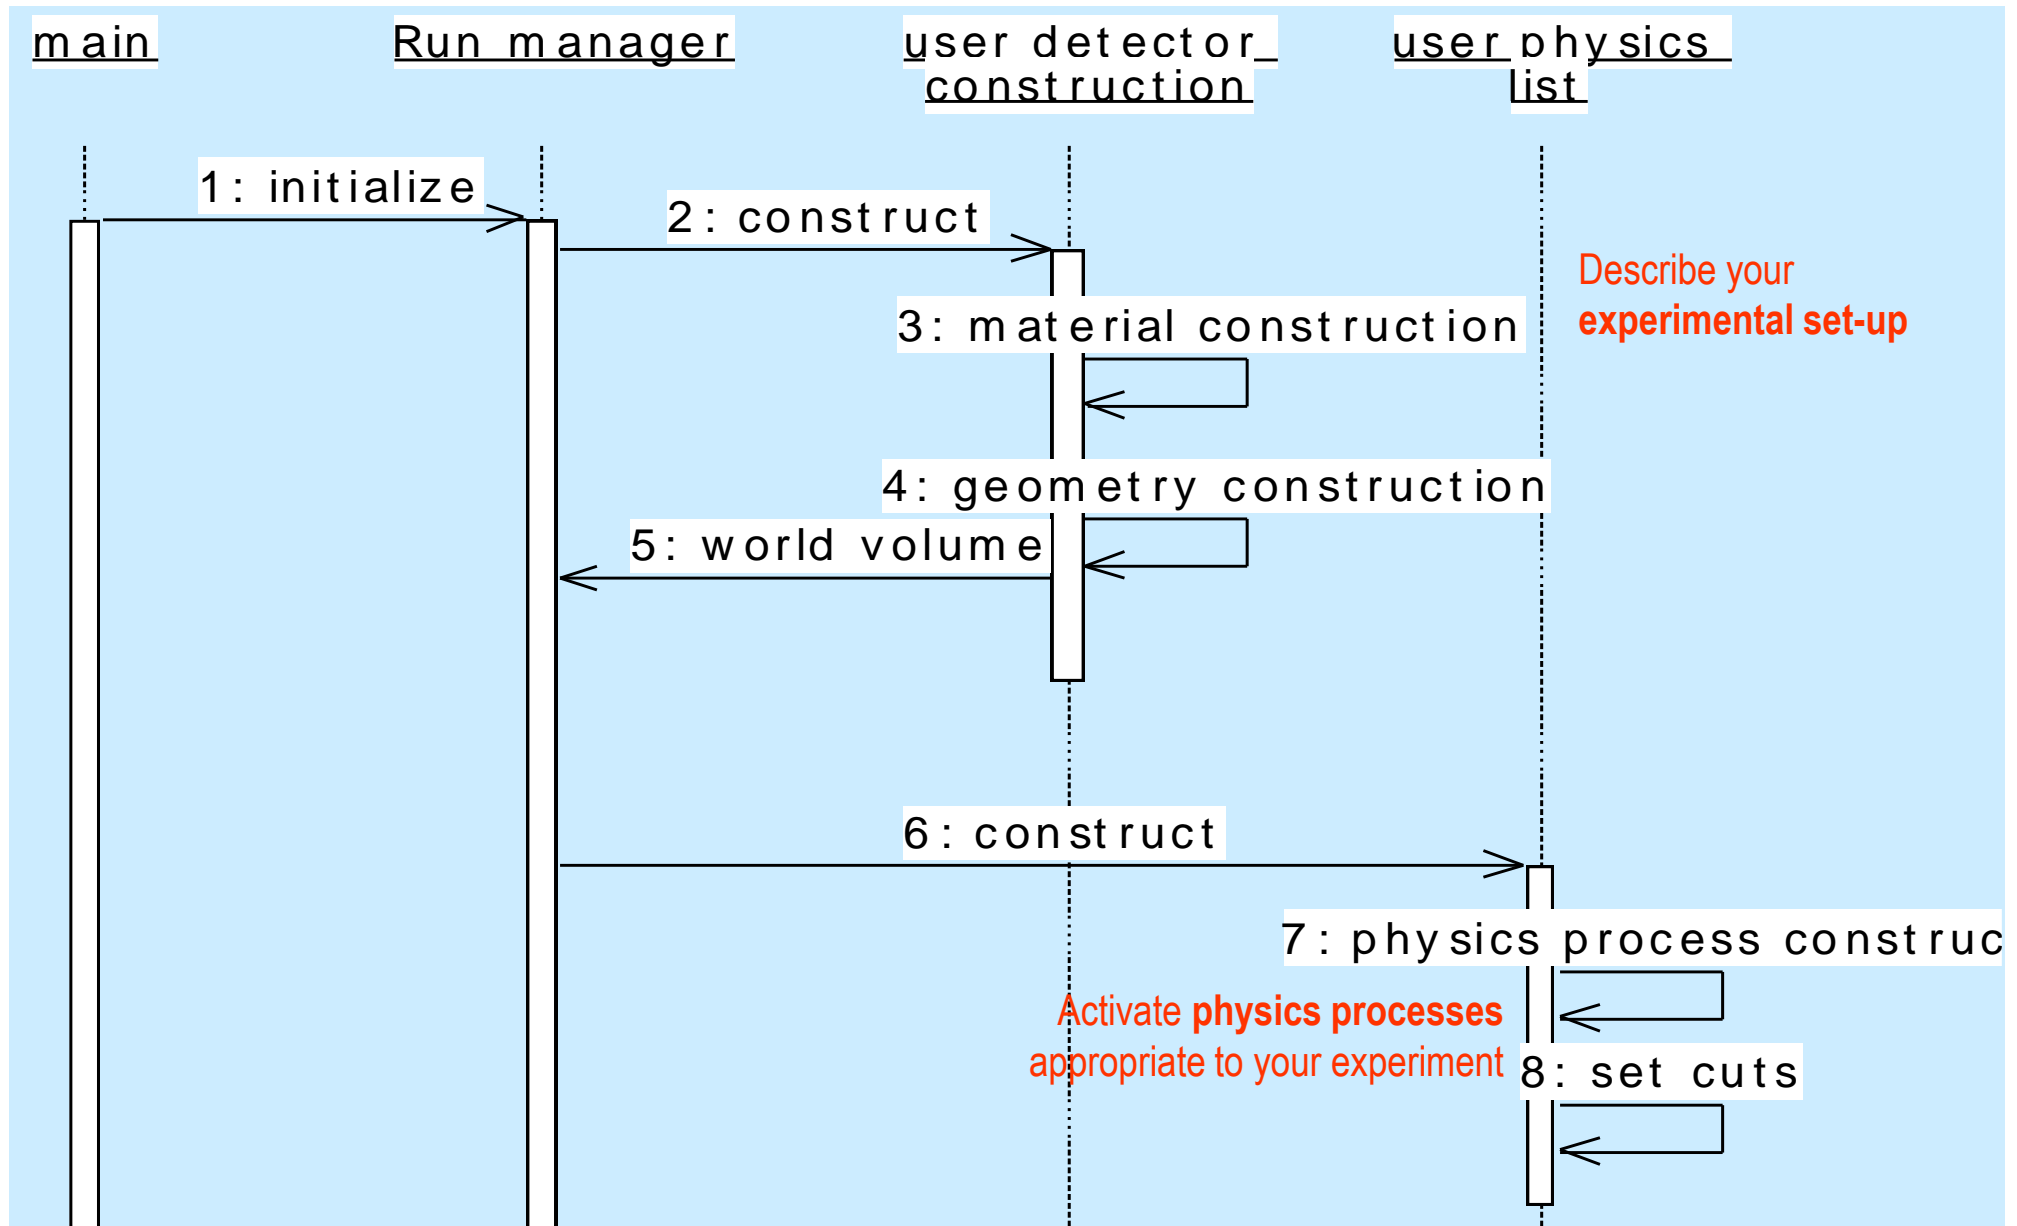 main
Run manager
user detector
construction
user physics
list
1: initialize
2: construct
Describe your
experimental set-up
3: material construction
4: geometry construction
5: world volume
6: construct
7: physics process construc
Activate physics processes
appropriate to your experiment
8: set cuts